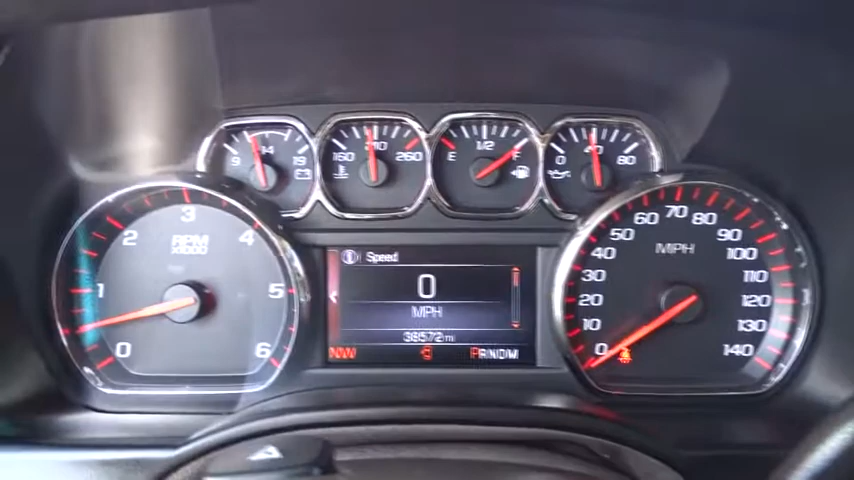 9 14 19
160 210 260
E 1/2 F
0 40 80
0 1 2 3 4 5 6
RPM
X1000
Speed
0
MPH
38572 mi
NW
PRNDM
MPH
0 10 20 30 40 50 60 70 80 90 100 110 120 130 140